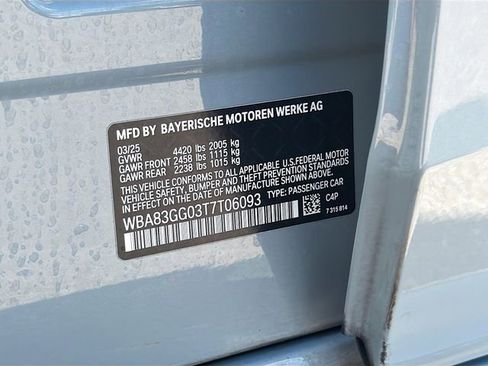 MFD BY BAYERISCHE MOTOREN WERKE AG
03/25
GVWR 4420 lbs 2005 kg
GAWR FRONT 2458 lbs 1115 kg
GAWR REAR 2238 lbs 1015 kg
THIS VEHICLE CONFORMS TO ALL APPLICABLE U.S.FEDERAL MOTOR
VEHICLE SAFETY, BUMPER, AND THEFT PREVENTION STANDARDS
IN EFFECT ON THE DATE OF MANUFACTURE SHOWN ABOVE.
WBA83GG03T7T06093 TYPE: PASSENGER CAR
C4P
7 315 814